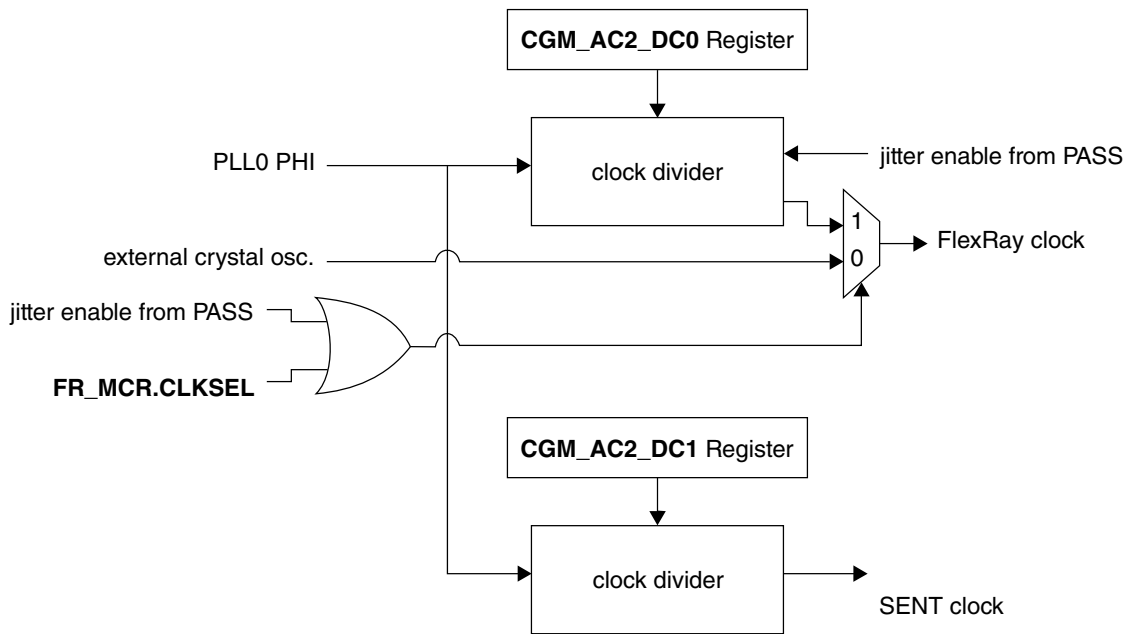 CGM_AC2_DC0 Register
PLL0 PHI
clock divider
jitter enable from PASS
1
FlexRay clock
external crystal osc.
0
jitter enable from PASS
FR_MCR.CLKSEL
CGM_AC2_DC1 Register
clock divider
SENT clock